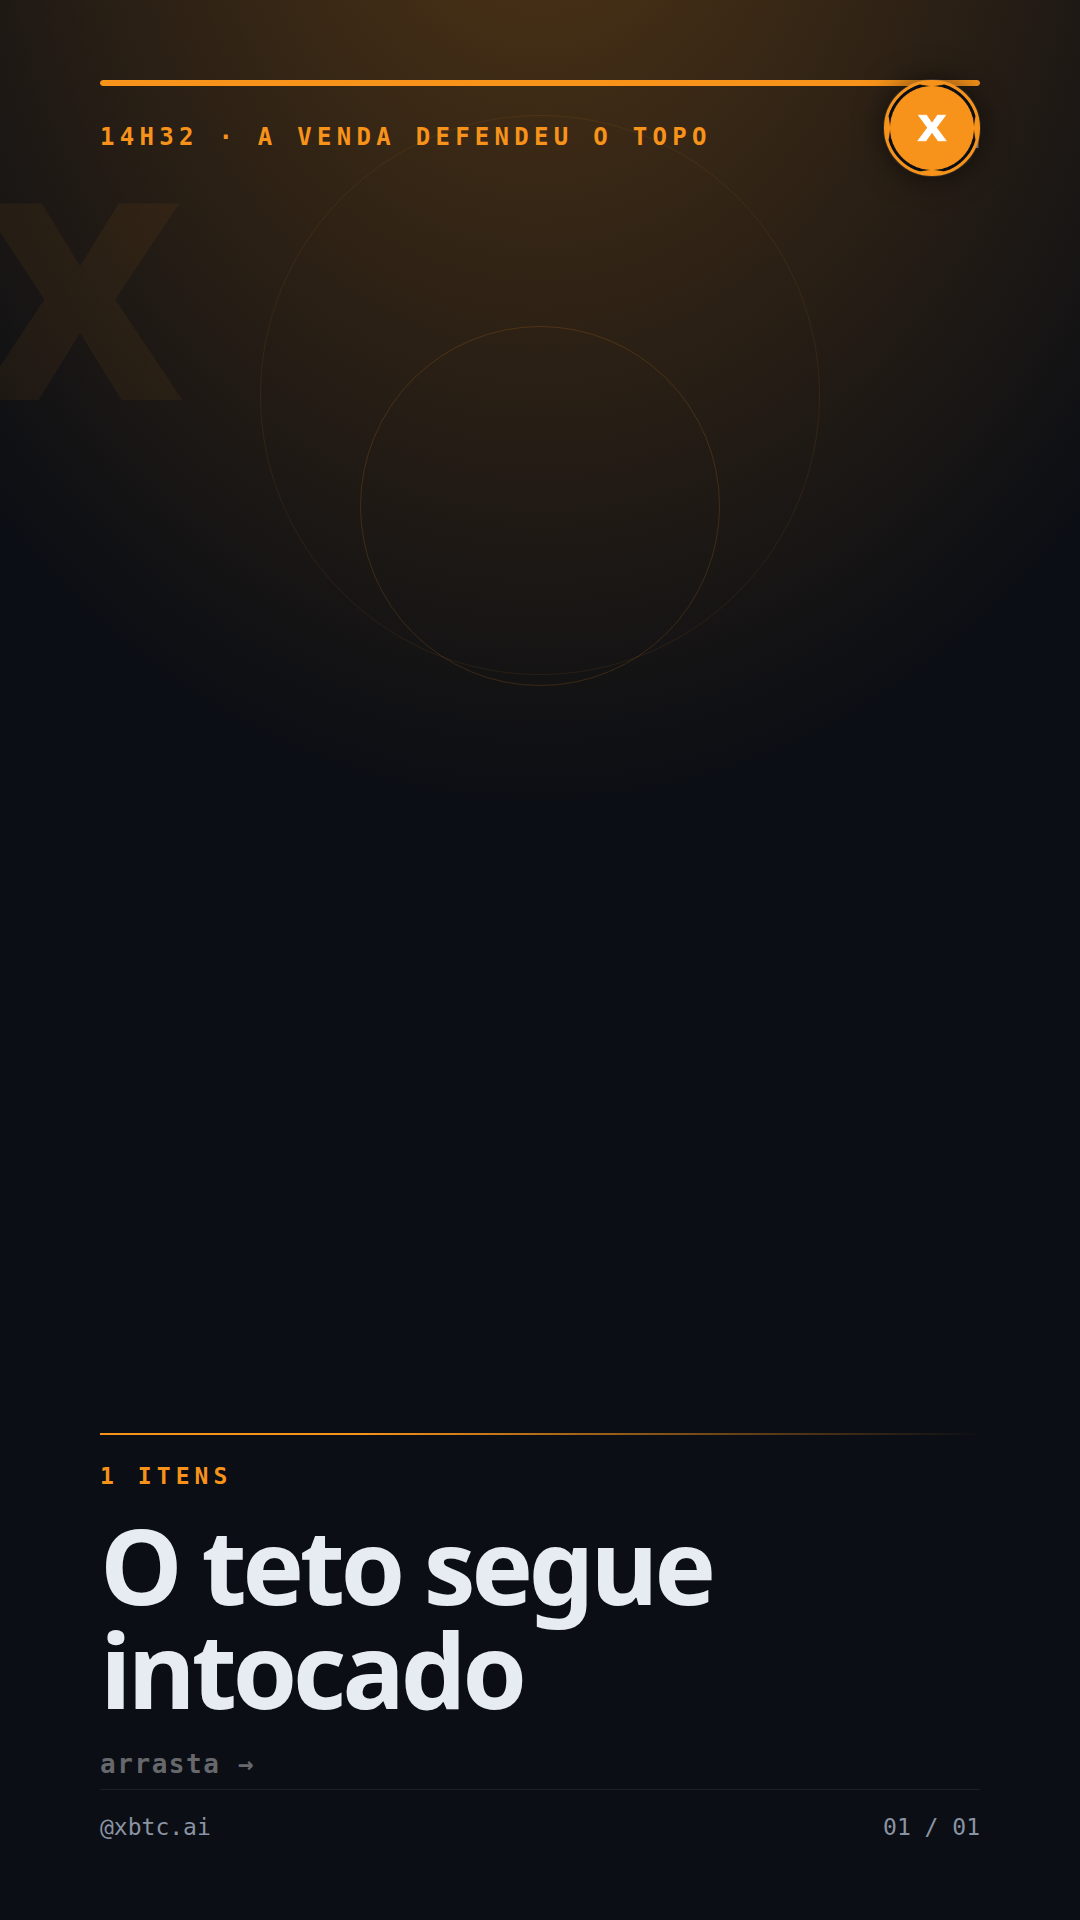 14H32 · A VENDA DEFENDEU O TOPO
x
x
1 ITENS
O teto segue
intocado
arrasta →
@xbtc.ai
01 / 01